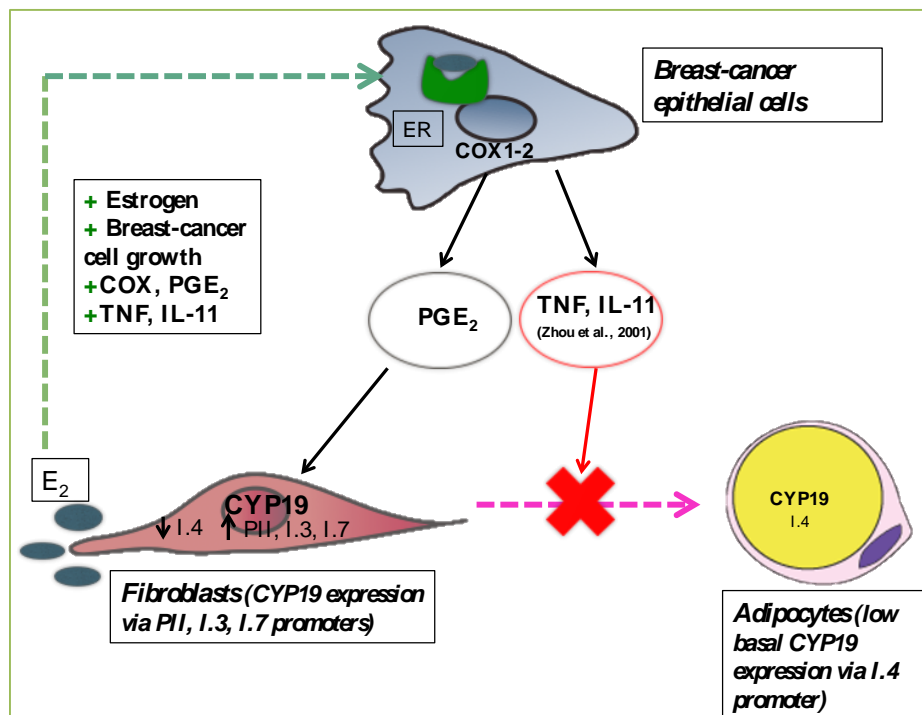 Breast-cancer
epithelial cells
ER
COX1-2
+ Estrogen
+ Breast-cancer
cell growth
+COX, PGE₂
+TNF, IL-11
PGE₂
TNF, IL-11
(Zhou et al., 2001)
E₂
CYP19
↓ I.4 ↑ PII, I.3, I.7
CYP19
I.4
Fibroblasts (CYP19 expression
via PII, I.3, I.7 promoters)
Adipocytes (low
basal CYP19
expression via I.4
promoter)